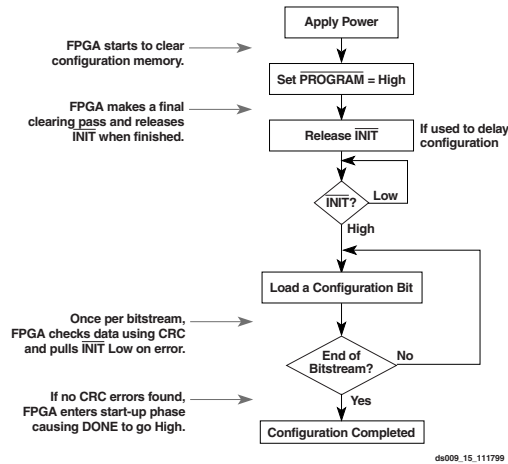 Apply Power
FPGA starts to clear
configuration memory.
Set PROGRAM = High
FPGA makes a final
clearing pass and releases
INIT when finished.
Release INIT
If used to delay
configuration
INIT?
Low
High
Load a Configuration Bit
Once per bitstream,
FPGA checks data using CRC
and pulls INIT Low on error.
End of
Bitstream?
No
Yes
If no CRC errors found,
FPGA enters start-up phase
causing DONE to go High.
Configuration Completed
ds009_15_111799